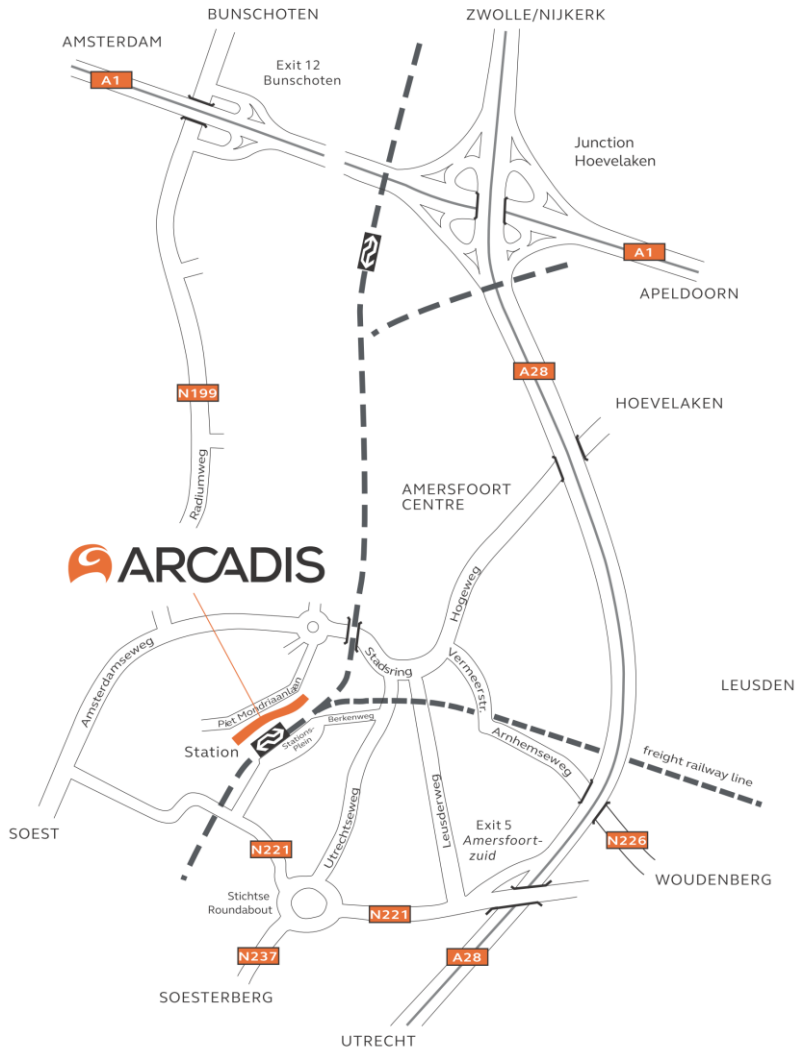 BUNSCHOTEN
ZWOLLE/NIJKERK
AMSTERDAM
Exit 12
Bunschoten
A1
Junction
Hoevelaken
A1
APELDOORN
A28
N199
HOEVELAKEN
Radiumweg
AMERSFOORT
CENTRE
ARCADIS
Hogeweg
Amsterdamseweg
Stadsring
Vermeerstr.
LEUSDEN
Piet Mondriaanlaan
Berkenweg
Stations-
Plein
Station
Arnhemseweg
freight railway line
Utrechtseweg
Leusderweg
SOEST
Exit 5
Amersfoort-
zuid
N221
N226
WOUDENBERG
Stichtse
Roundabout
N221
N237
A28
SOESTERBERG
UTRECHT